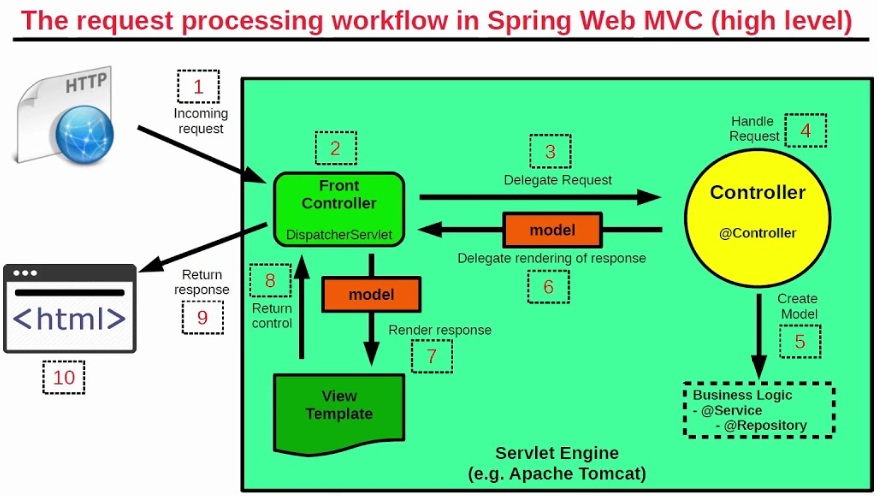 The request processing workflow in Spring Web MVC (high level)
HTTP
1
Incoming
request
2
Front
Controller
DispatcherServlet
3
Delegate Request
Handle
Request
4
Controller
@Controller
model
Delegate rendering of response
6
Create
Model
5
Business Logic
- @Service
- @Repository
model
Render response
7
View
Template
8
Return
control
Return
response
9
<html>
10
Servlet Engine
(e.g. Apache Tomcat)